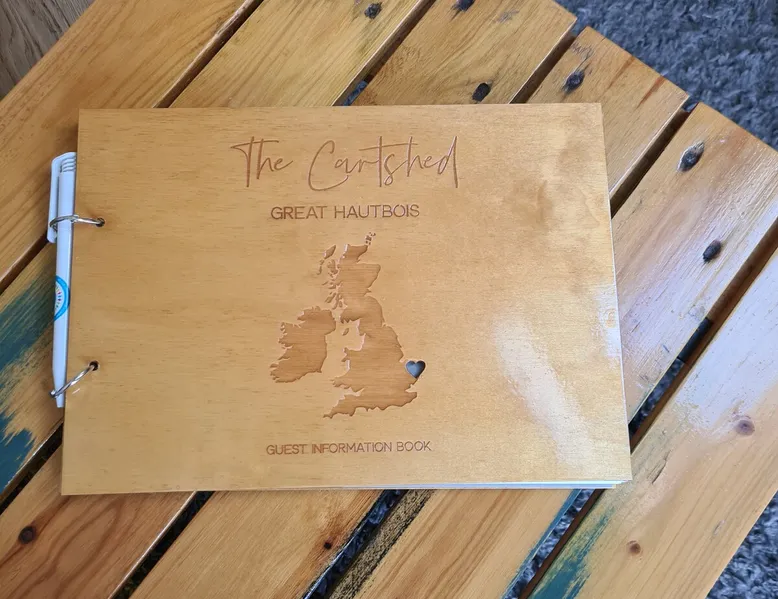 The Cartshed
GREAT HAUTBOIS
GUEST INFORMATION BOOK